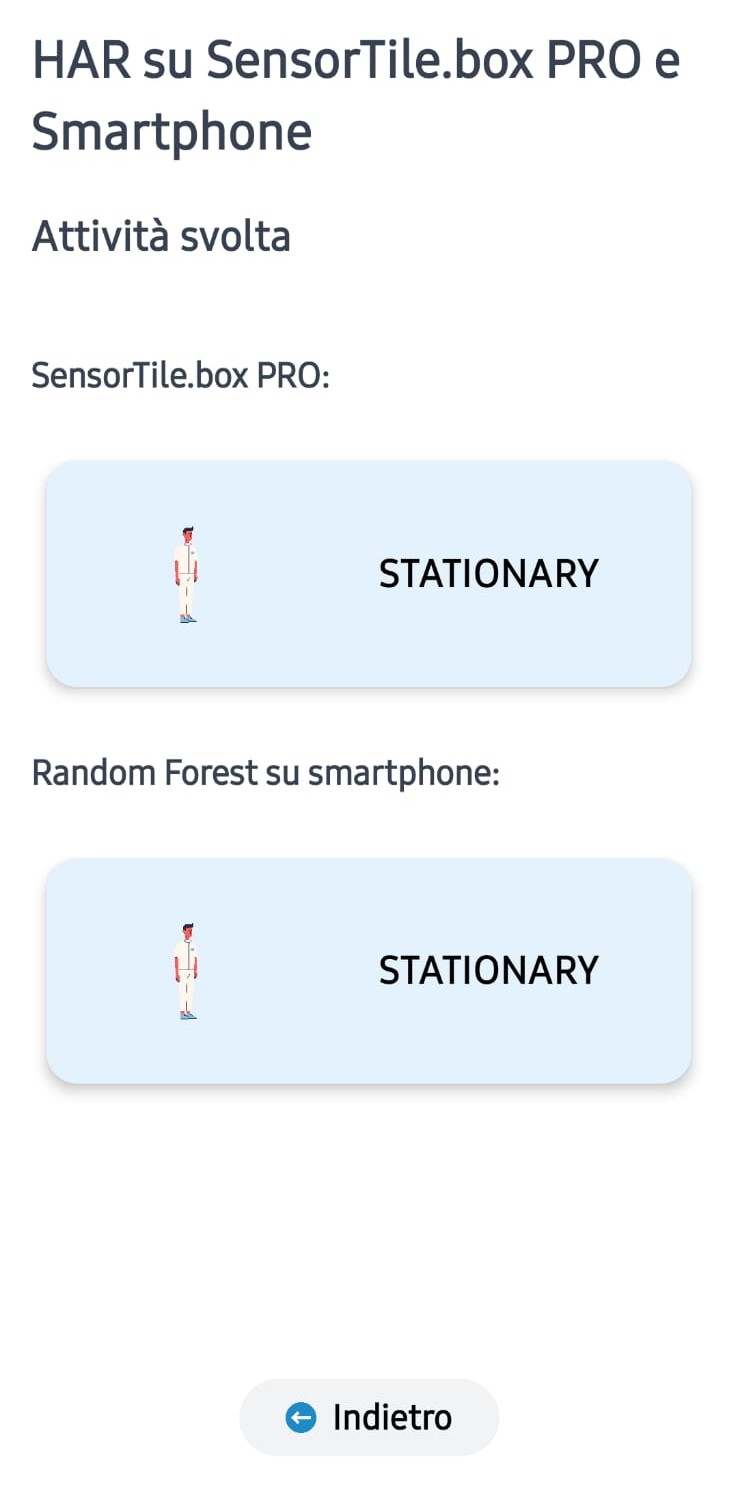 HAR su SensorTile.box PRO e
Smartphone
Attività svolta
SensorTile.box PRO:
STATIONARY
Random Forest su smartphone:
STATIONARY
Indietro